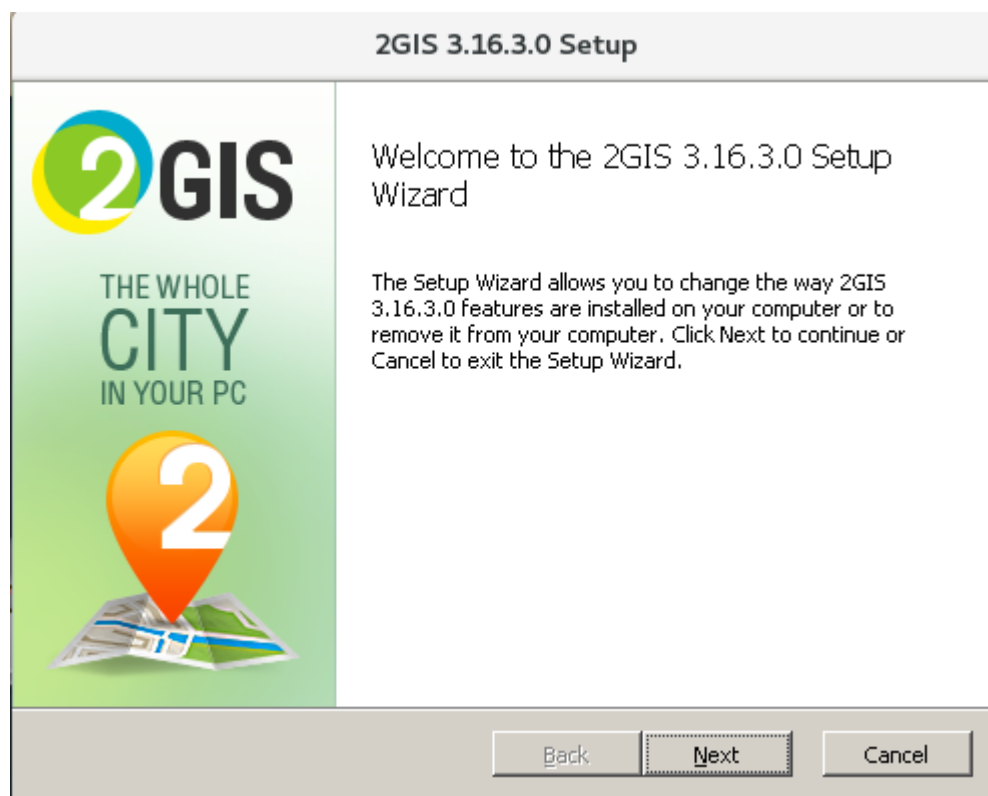 2GIS 3.16.3.0 Setup
2GIS
THE WHOLE
CITY
IN YOUR PC
2
Welcome to the 2GIS 3.16.3.0 Setup
Wizard
The Setup Wizard allows you to change the way 2GIS
3.16.3.0 features are installed on your computer or to
remove it from your computer. Click Next to continue or
Cancel to exit the Setup Wizard.
Back
Next
Cancel